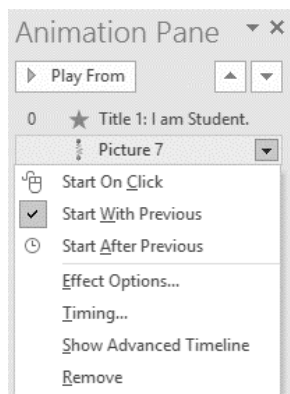 Animation Pane
Play From
0 Title 1: I am Student.
Picture 7
Start On Click
Start With Previous
Start After Previous
Effect Options...
Timing...
Show Advanced Timeline
Remove